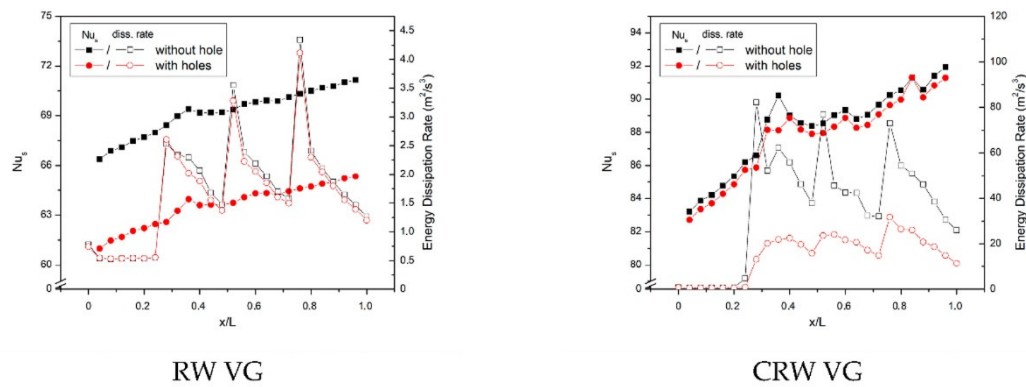 Nus diss. rate
/ without hole
/ with holes
75
72
69
66
63
60
0
Nus
4.5
4.0
3.5
3.0
2.5
2.0
1.5
1.0
0.5
0
Energy Dissipation Rate (m²/s³)
0 0.2 0.4 0.6 0.8 1.0
x/L
RW VG
Nus diss. rate
/ without hole
/ with holes
94
92
90
88
86
84
82
80
0
Nus
120
100
80
60
40
20
0
Energy Dissipation Rate (m²/s³)
0.0 0.2 0.4 0.6 0.8 1.0
x/L
CRW VG